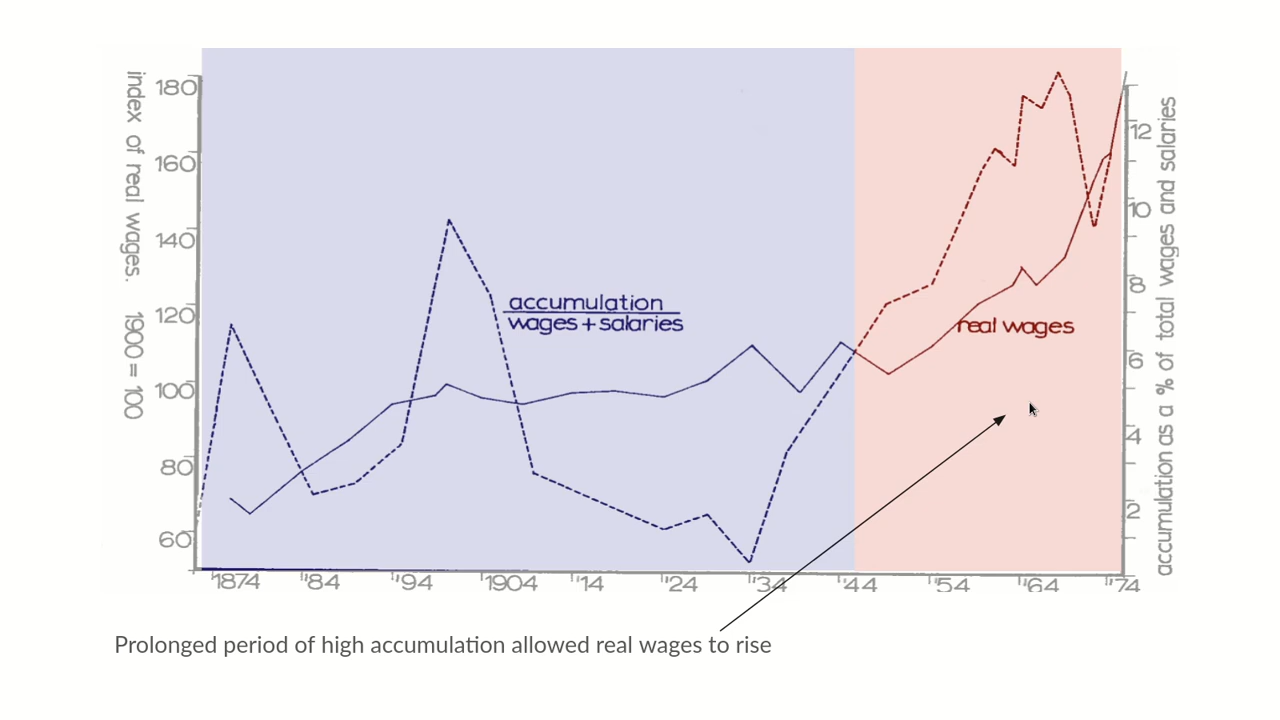 index of real wages. 1900 = 100
180
160
140
120
100
80
60
accumulation
wages + salaries
real wages
12
10
8
6
4
2
accumulation as a % of total wages and salaries
1874 '84 '94 1904 '14 '24 '34 '44 '54 '64 '74
Prolonged period of high accumulation allowed real wages to rise